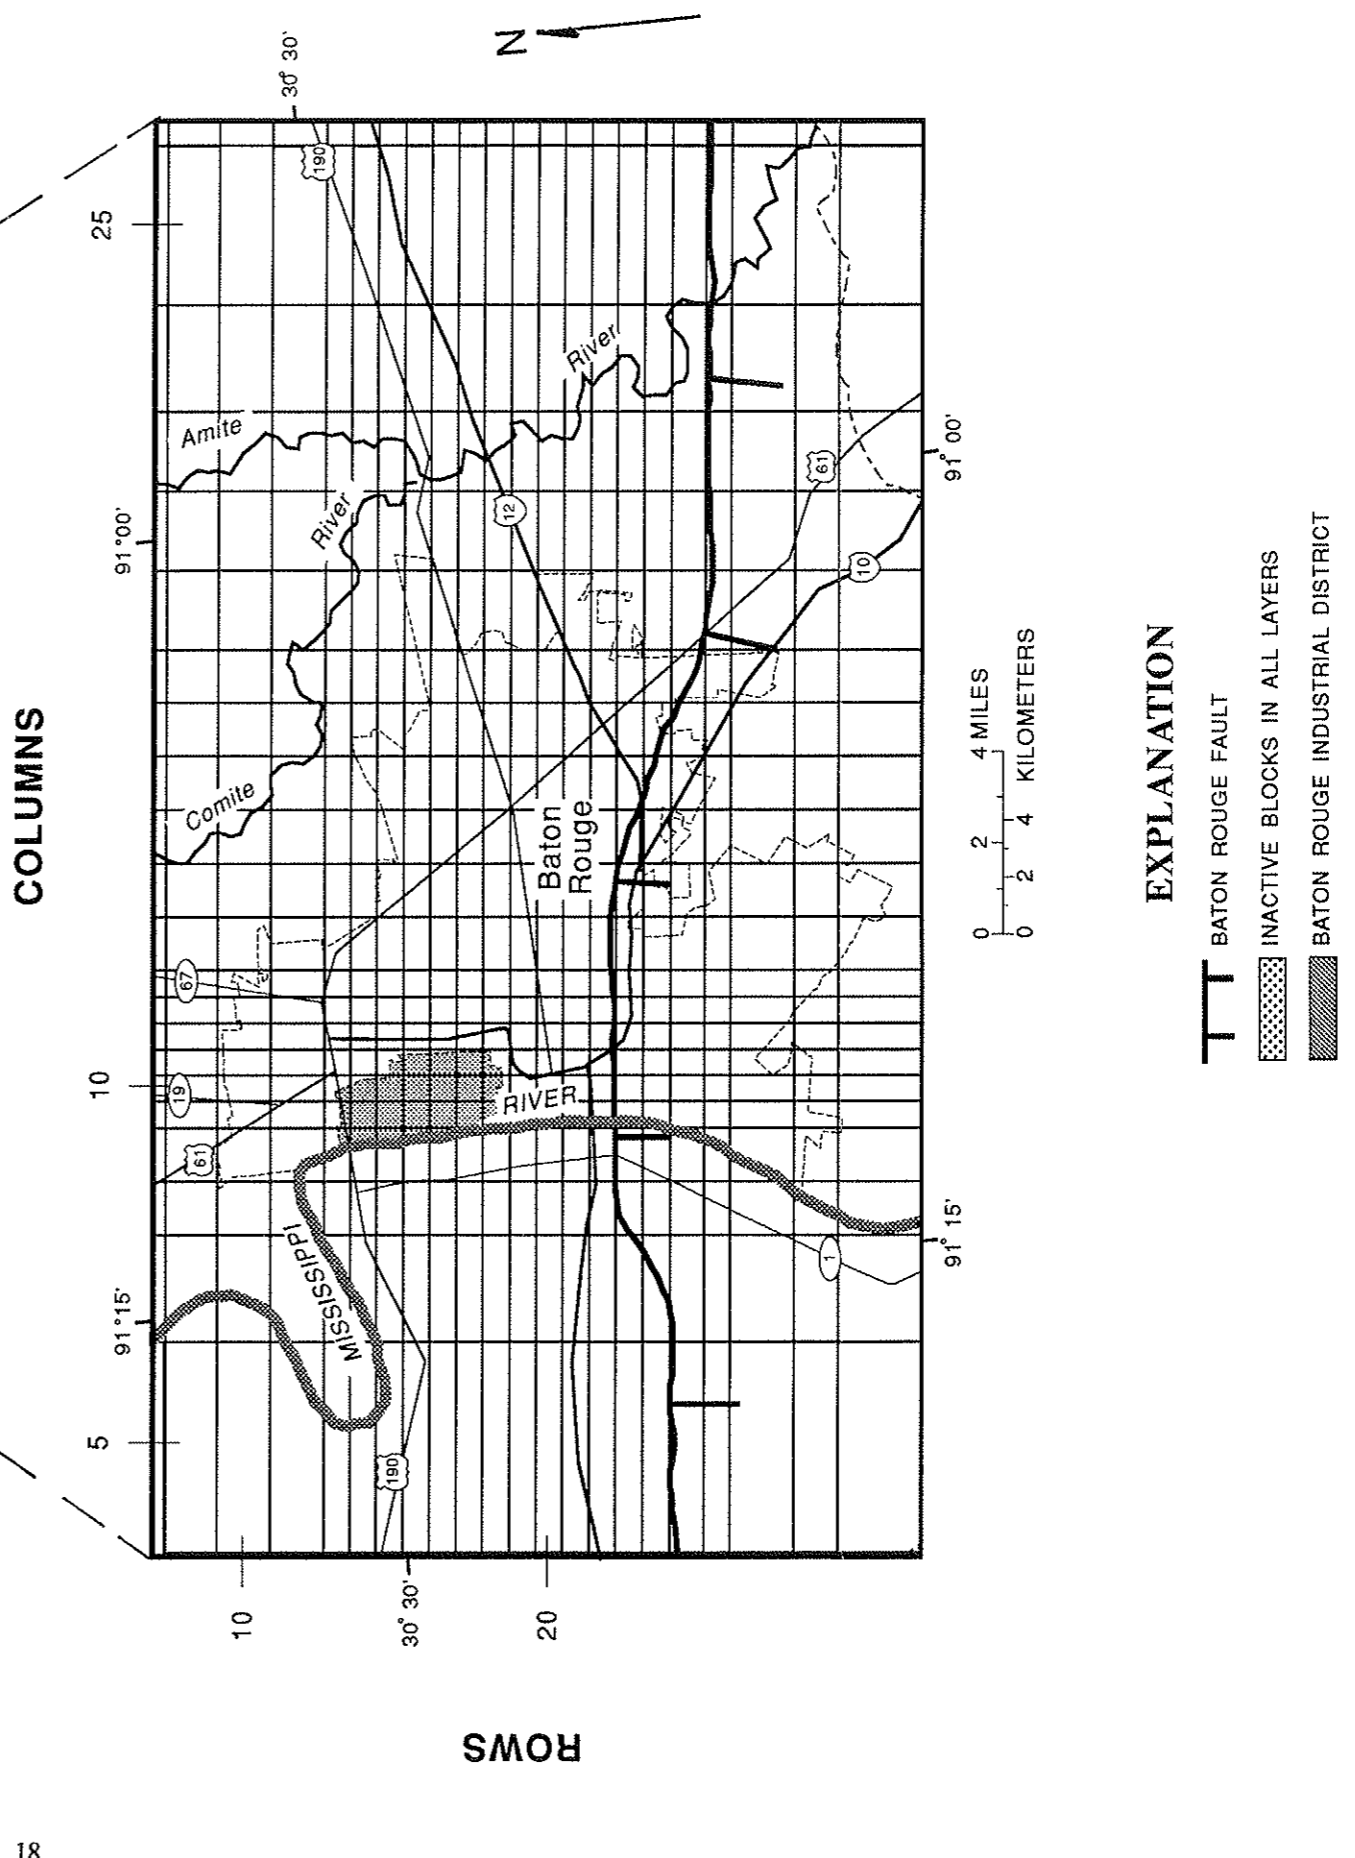 COLUMNS
5
10
25
91°15'
91°00'
30° 30'
190
61
19
67
Comite
River
Amite
River
190
N
MISSISSIPPI
RIVER
Baton
Rouge
12
61
10
1
ROWS
10
30° 30'
20
91° 15'
91° 00'
0 2 4 MILES
0 2 4 KILOMETERS
EXPLANATION
BATON ROUGE FAULT
INACTIVE BLOCKS IN ALL LAYERS
BATON ROUGE INDUSTRIAL DISTRICT
18